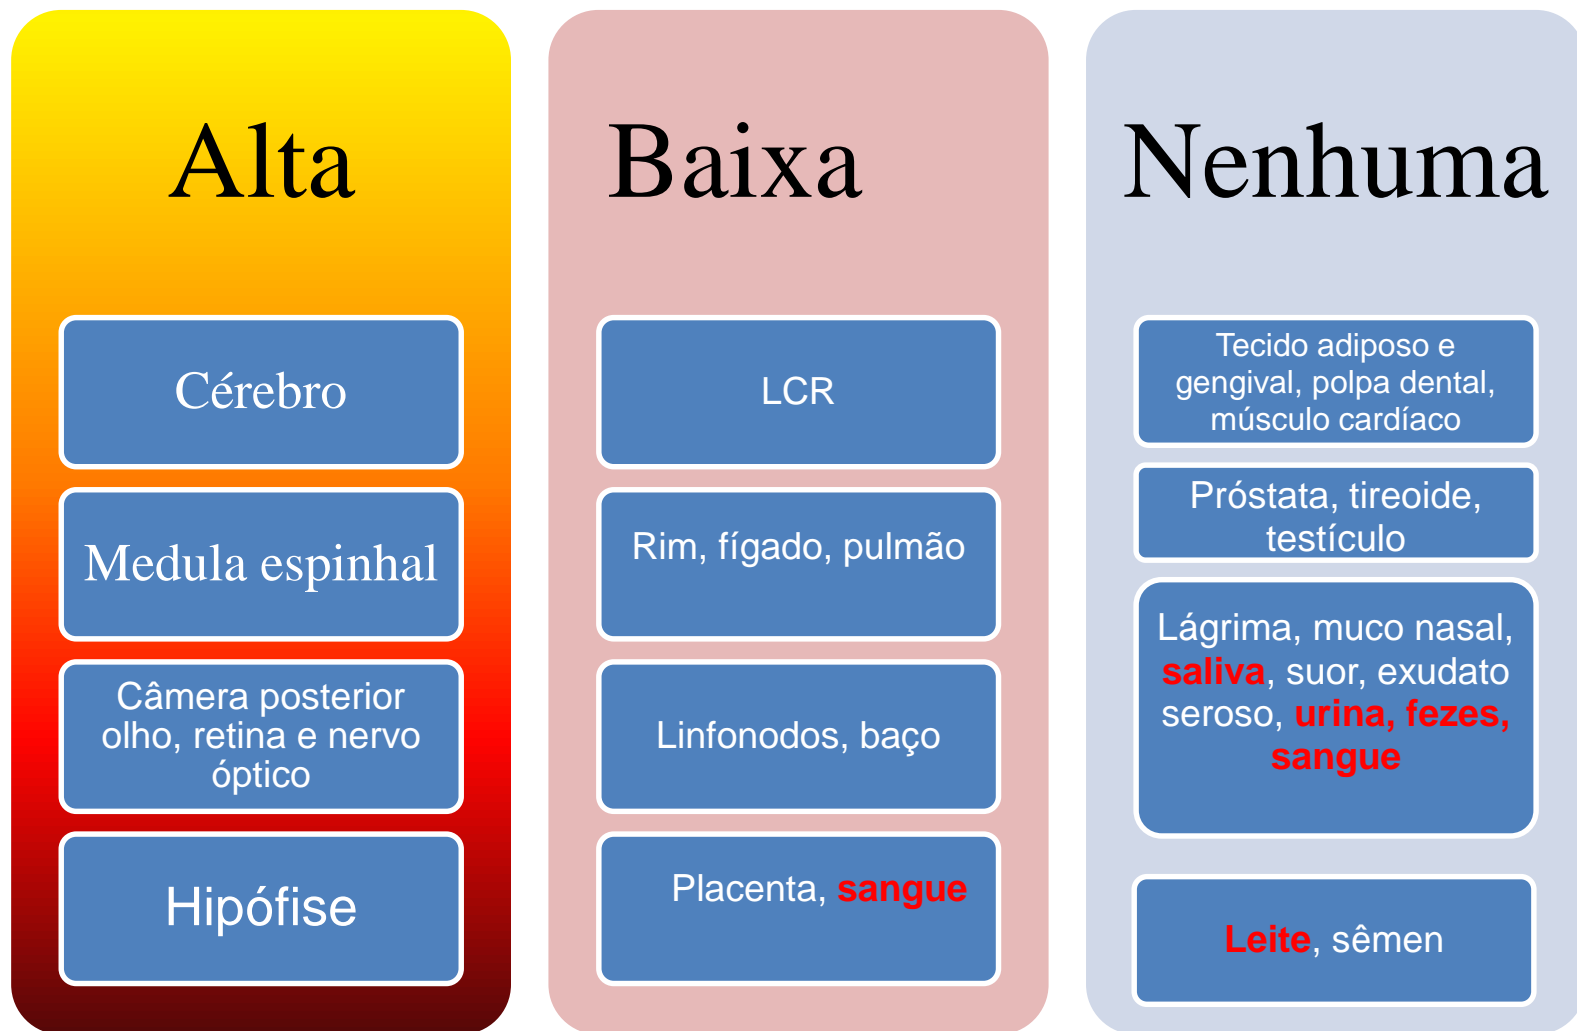 Alta
Cérebro
Medula espinhal
Câmera posterior
olho, retina e nervo
óptico
Hipófise
Baixa
LCR
Rim, fígado, pulmão
Linfonodos, baço
Placenta, sangue
Nenhuma
Tecido adiposo e
gengival, polpa dental,
músculo cardíaco
Próstata, tireoide,
testículo
Lágrima, muco nasal,
saliva, suor, exudato
seroso, urina, fezes,
sangue
Leite, sêmen